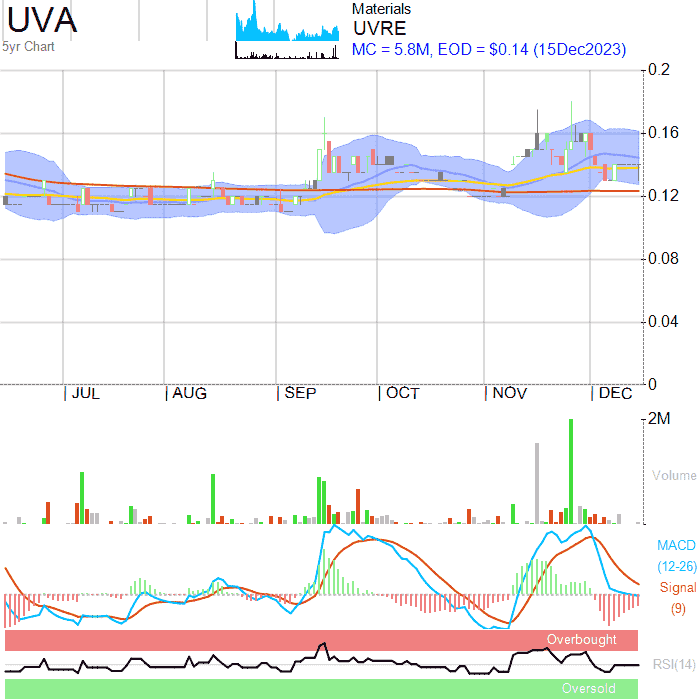 UVA
5yr Chart
Materials
UVRE
MC = 5.8M, EOD = $0.14 (15Dec2023)
0.2
0.16
0.12
0.08
0.04
0
JUL AUG SEP OCT NOV DEC
2M
Volume
MACD
(12-26)
Signal
(9)
Overbought
RSI(14)
Oversold